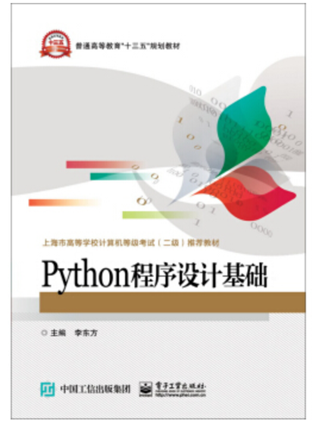 十三五
普通高等教育“十三五”规划教材
上海市高等学校计算机等级考试（二级）推荐教材
Python程序设计基础
主编 李东方
中国工信出版集团
电子工业出版社